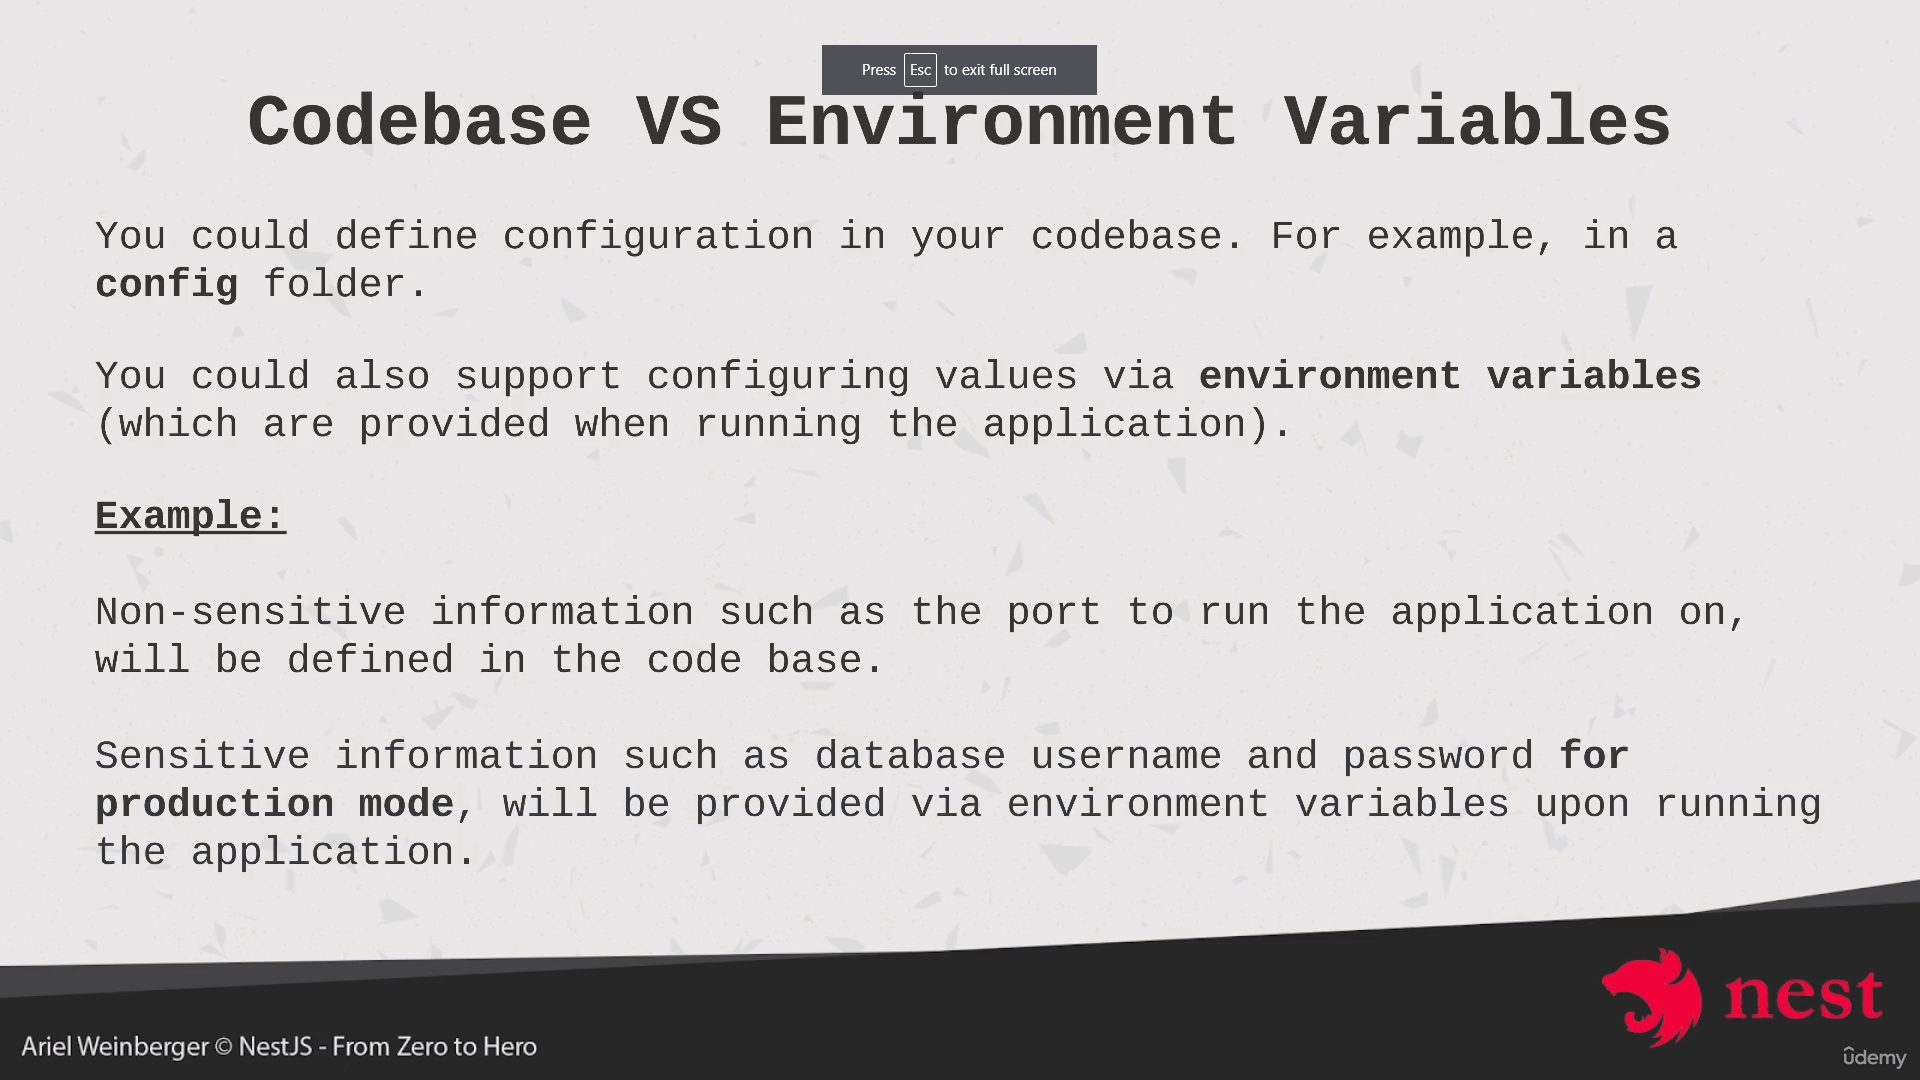 Press Esc to exit full screen
Codebase VS Environment Variables
You could define configuration in your codebase. For example, in a
config folder.
You could also support configuring values via environment variables
(which are provided when running the application).
Example:
Non-sensitive information such as the port to run the application on,
will be defined in the code base.
Sensitive information such as database username and password for
production mode, will be provided via environment variables upon running
the application.
nest
Ariel Weinberger © NestJS - From Zero to Hero
ûdemy